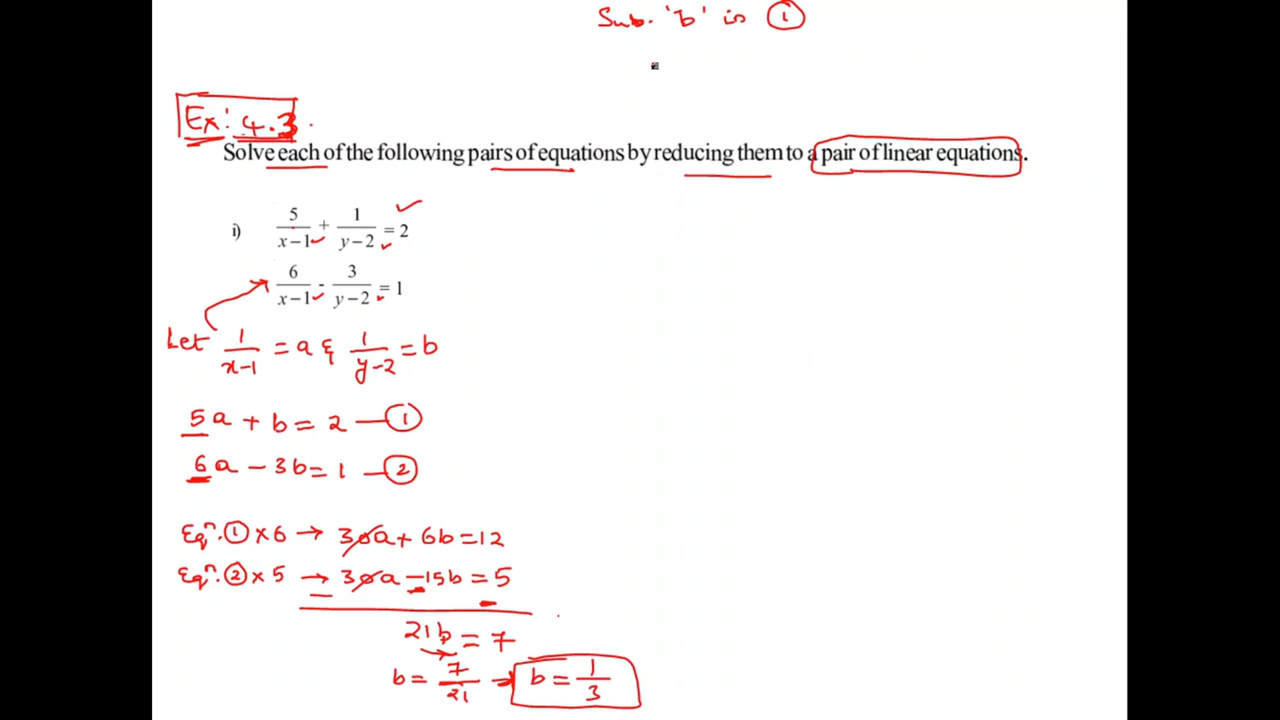 Sub. 'b' in ①
Ex: 4.3.
Solve each of the following pairs of equations by reducing them to a pair of linear equations.
i) 5/(x-1) + 1/(y-2) = 2
6/(x-1) - 3/(y-2) = 1
Let 1/(x-1) = a & 1/(y-2) = b
5a + b = 2 — ①
6a - 3b = 1 — ②
Eqⁿ. ① × 6 → 30a + 6b = 12
Eqⁿ. ② × 5 → 30a - 15b = 5
21b = 7
b = 7/21 → b = 1/3